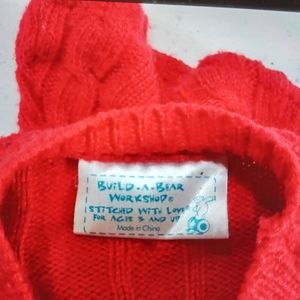 BUILD-A-BEAR
WORKSHOP®
STITCHED WITH LOVE
FOR AGES 3 AND UP
Made in China